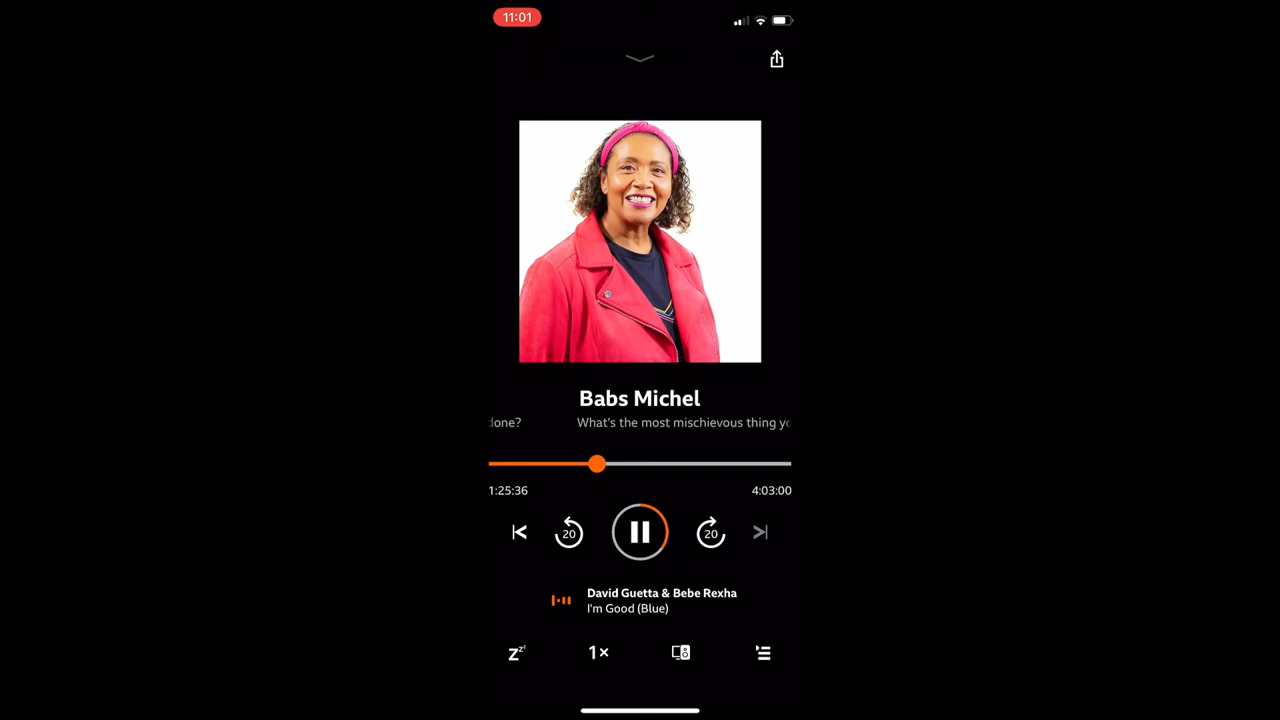 11:01
Babs Michel
done? What's the most mischievous thing yo
1:25:36 4:03:00
20 20
David Guetta & Bebe Rexha
I'm Good (Blue)
Zzz 1×